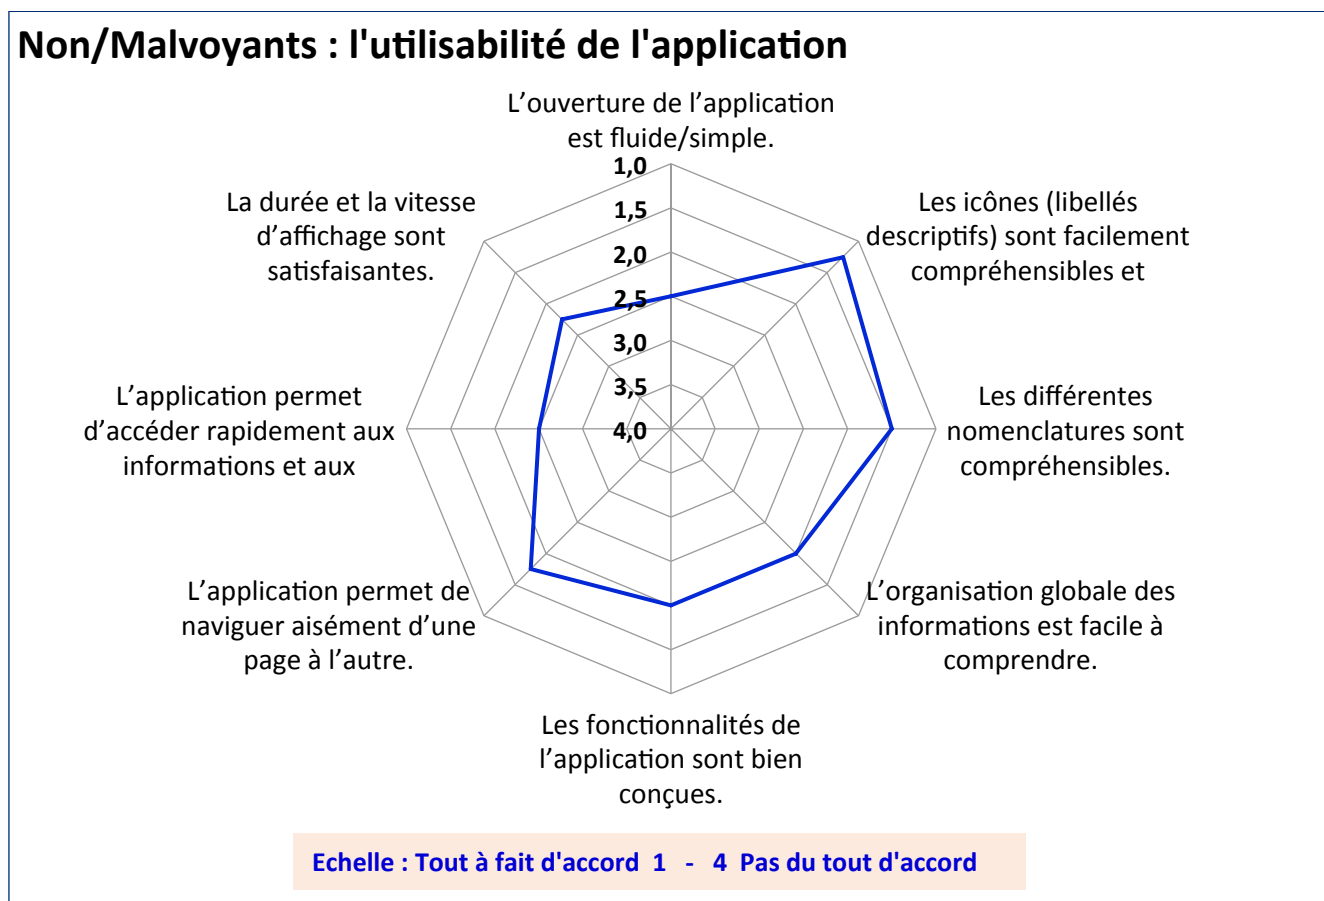 Non/Malvoyants : l'utilisabilité de l'application
L’ouverture de l’application
est fluide/simple.
1,0
1,5
2,0
2,5
3,0
3,5
4,0
Les icônes (libellés
descriptifs) sont facilement
compréhensibles et
Les différentes
nomenclatures sont
compréhensibles.
L’organisation globale des
informations est facile à
comprendre.
Les fonctionnalités de
l’application sont bien
conçues.
L’application permet de
naviguer aisément d’une
page à l’autre.
L’application permet
d’accéder rapidement aux
informations et aux
La durée et la vitesse
d’affichage sont
satisfaisantes.
Echelle : Tout à fait d'accord 1 - 4 Pas du tout d'accord